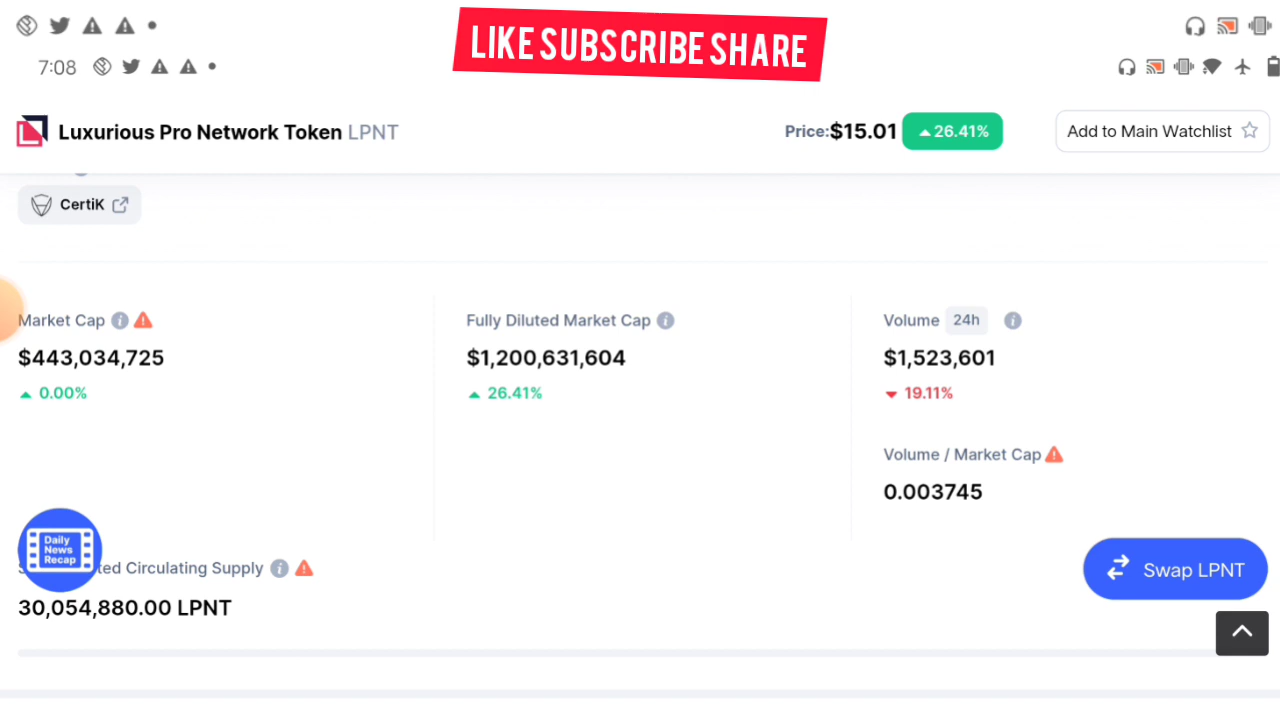 LIKE SUBSCRIBE SHARE
7:08
Luxurious Pro Network Token LPNT
Price:$15.01 26.41%
Add to Main Watchlist
CertiK
Market Cap
$443,034,725
0.00%
Fully Diluted Market Cap
$1,200,631,604
26.41%
Volume 24h
$1,523,601
19.11%
Volume / Market Cap
0.003745
Daily
News
Recap
ted Circulating Supply
30,054,880.00 LPNT
Swap LPNT